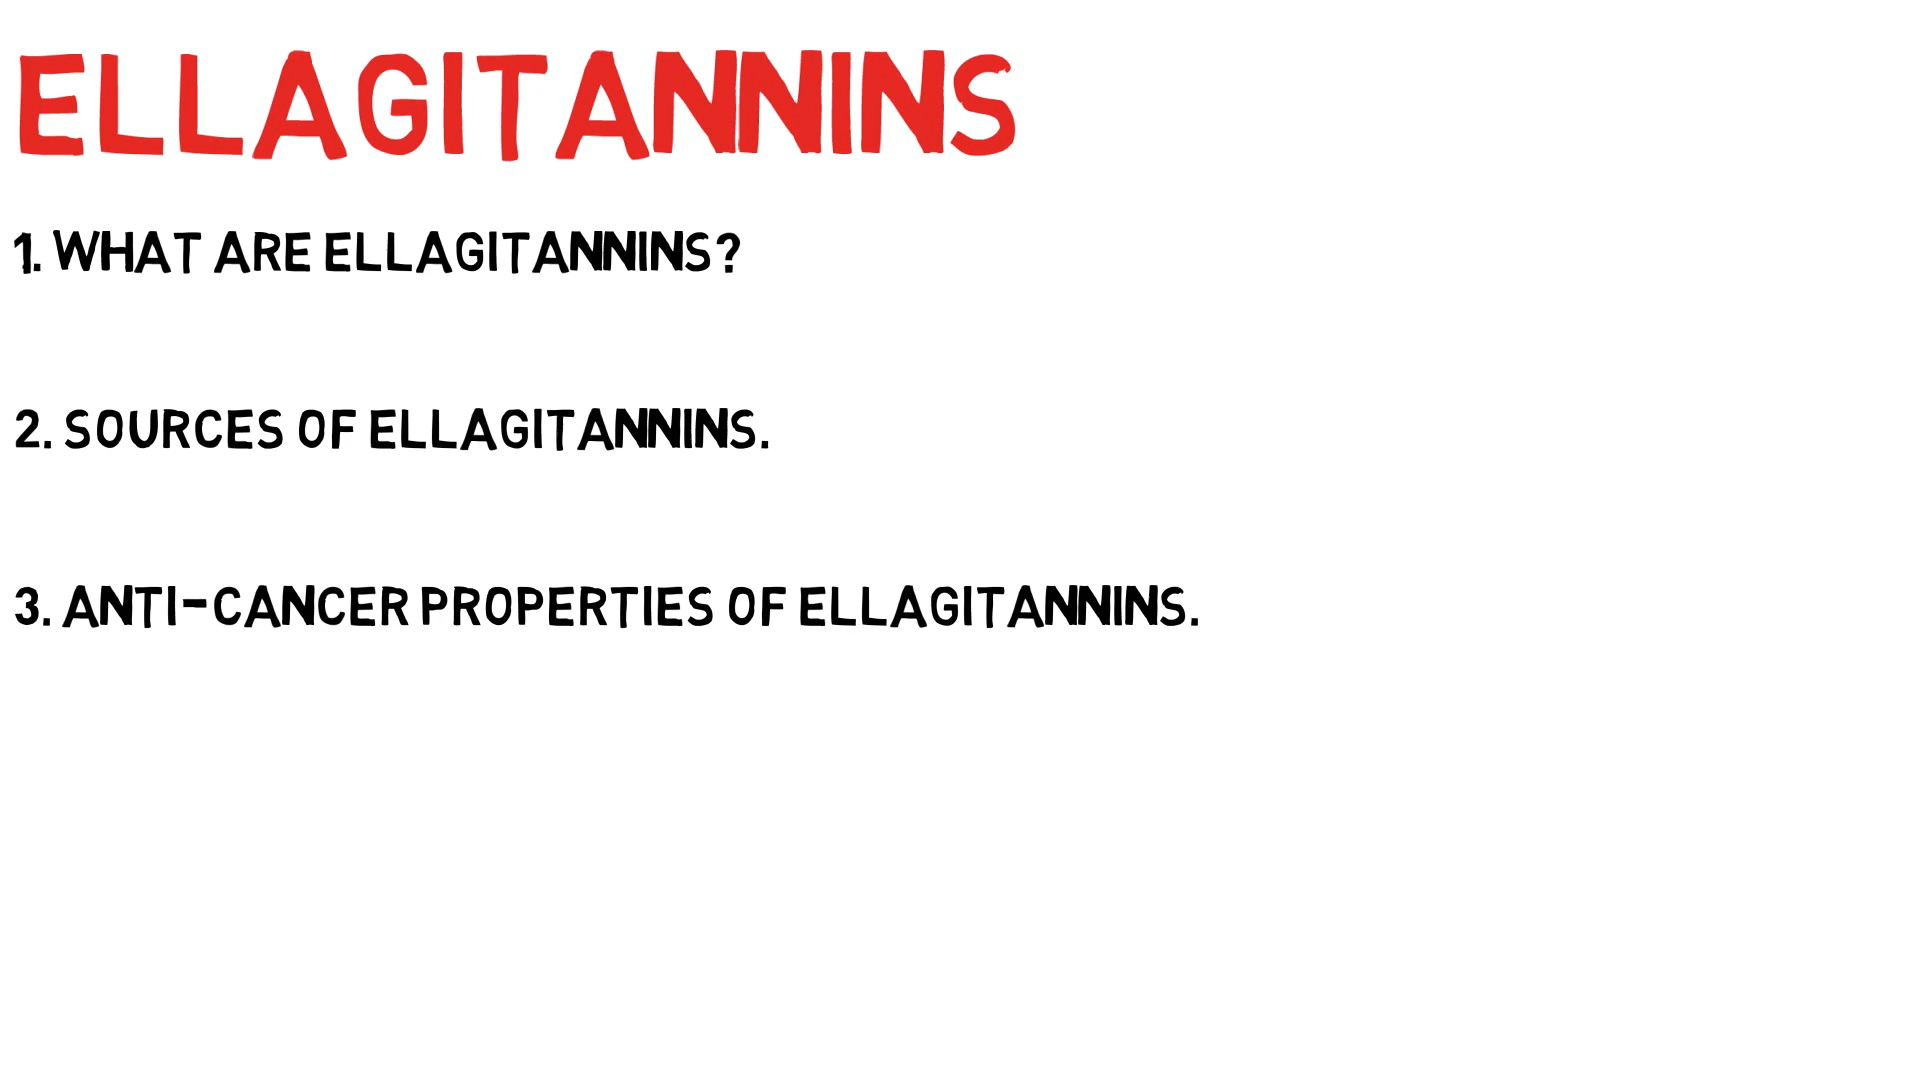 ELLAGITANNINS
1. WHAT ARE ELLAGITANNINS?
2. SOURCES OF ELLAGITANNINS.
3. ANTI-CANCER PROPERTIES OF ELLAGITANNINS.